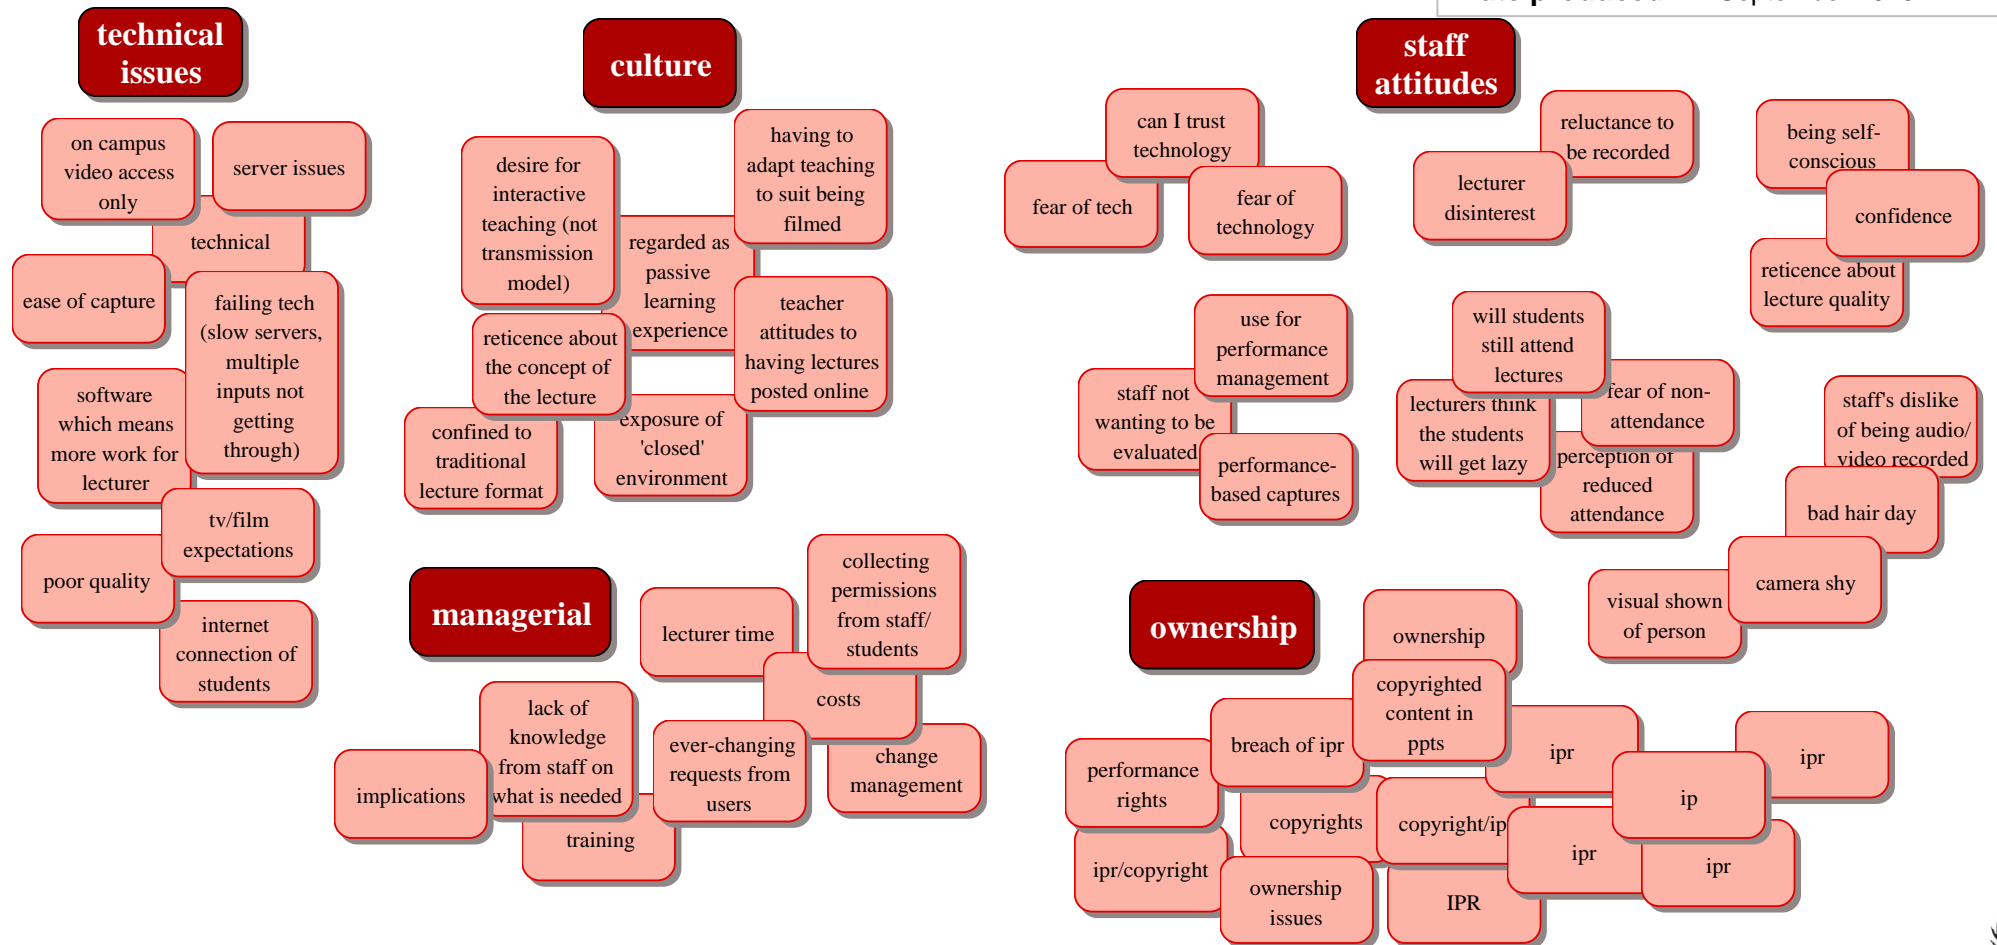 technical
issues
on campus
video access
only
server issues
technical
ease of capture
failing tech
(slow servers,
multiple
inputs not
getting
through)
software
which means
more work for
lecturer
tv/film
expectations
poor quality
internet
connection of
students
culture
desire for
interactive
teaching (not
transmission
model)
having to
adapt teaching
to suit being
filmed
regarded as
passive
learning
experience
teacher
attitudes to
having lectures
posted online
reticence about
the concept of
the lecture
exposure of
'closed'
environment
confined to
traditional
lecture format
managerial
lecturer time
collecting
permissions
from staff/
students
costs
lack of
knowledge
from staff on
what is needed
ever-changing
requests from
users
change
management
implications
training
staff
attitudes
can I trust
technology
fear of tech
fear of
technology
reluctance to
be recorded
lecturer
disinterest
being self-
conscious
confidence
reticence about
lecture quality
use for
performance
management
staff not
wanting to be
evaluated
performance-
based captures
will students
still attend
lectures
lecturers think
the students
will get lazy
fear of non-
attendance
perception of
reduced
attendance
staff's dislike
of being audio/
video recorded
bad hair day
camera shy
visual shown
of person
ownership
ownership
copyrighted
content in
ppts
breach of ipr
performance
rights
ipr
ipr
ip
copyrights
copyright/ip
ipr
ipr
ipr/copyright
ownership
issues
IPR